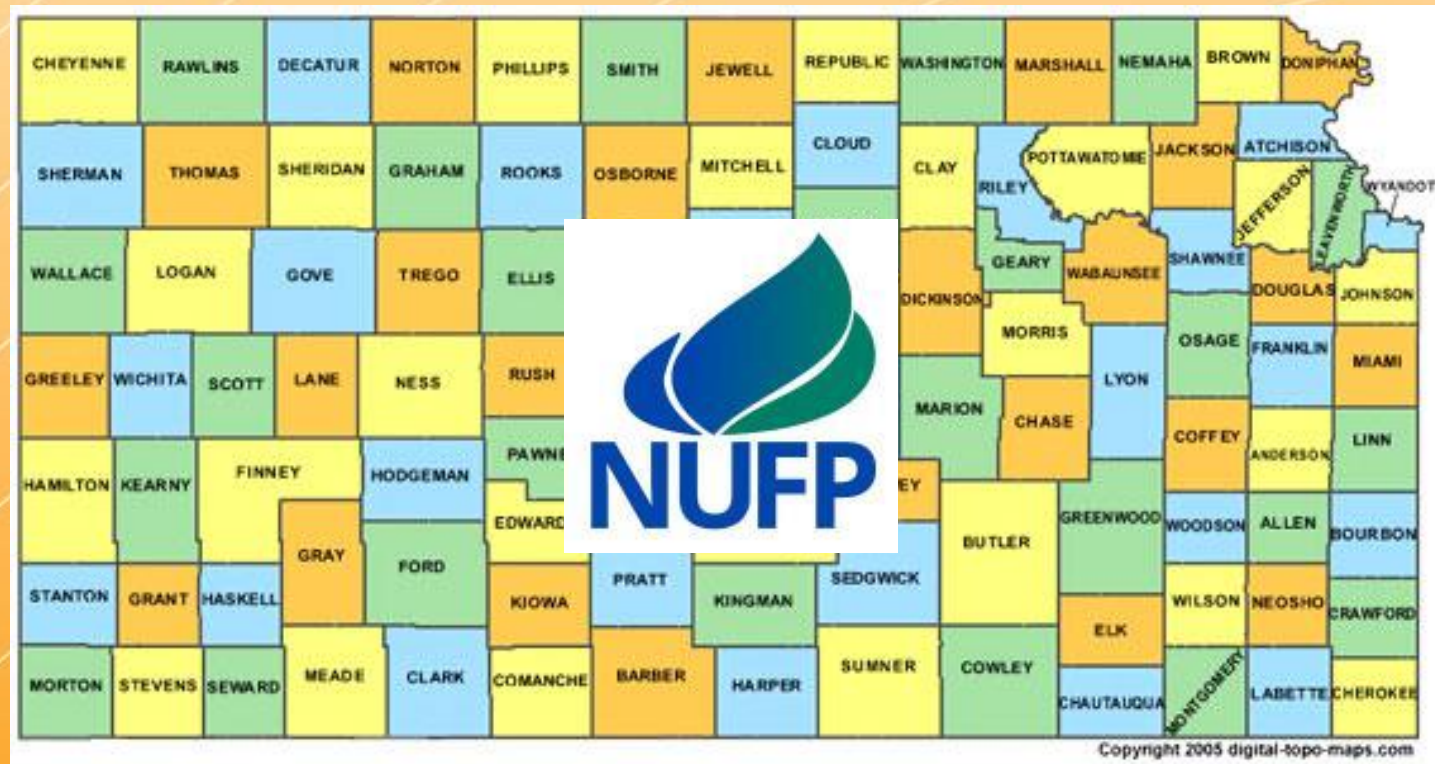 CHEYENNE RAWLINS DECATUR NORTON PHILLIPS SMITH JEWELL REPUBLIC WASHINGTON MARSHALL NEMAHA BROWN DONIPHAN
SHERMAN THOMAS SHERIDAN GRAHAM ROOKS OSBORNE MITCHELL CLOUD CLAY RILEY POTTAWATOMIE JACKSON ATCHISON
JEFFERSON LEAVENWORTH WYANDOT
WALLACE LOGAN GOVE TREGO ELLIS DICKINSON GEARY WABAUNSEE SHAWNEE DOUGLAS JOHNSON
GREELEY WICHITA SCOTT LANE NESS RUSH MARION MORRIS CHASE LYON OSAGE FRANKLIN MIAMI
HAMILTON KEARNY FINNEY HODGEMAN PAWNE NUFP EY COFFEY ANDERSON LINN
GRAY FORD EDWARD BUTLER GREENWOOD WOODSON ALLEN BOURBON
STANTON GRANT HASKELL KIOWA PRATT KINGMAN SEDGWICK ELK WILSON NEOSHO CRAWFORD
MORTON STEVENS SEWARD MEADE CLARK COMANCHE BARBER HARPER SUMNER COWLEY CHAUTAUQUA MONTGOMERY LABETTE CHEROKEE
Copyright 2005 digital-topo-maps.com